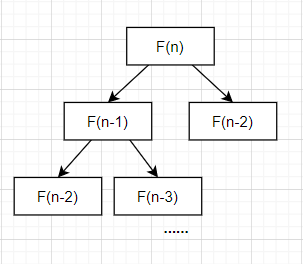 F(n)
F(n-1)
F(n-2)
F(n-2)
F(n-3)
......